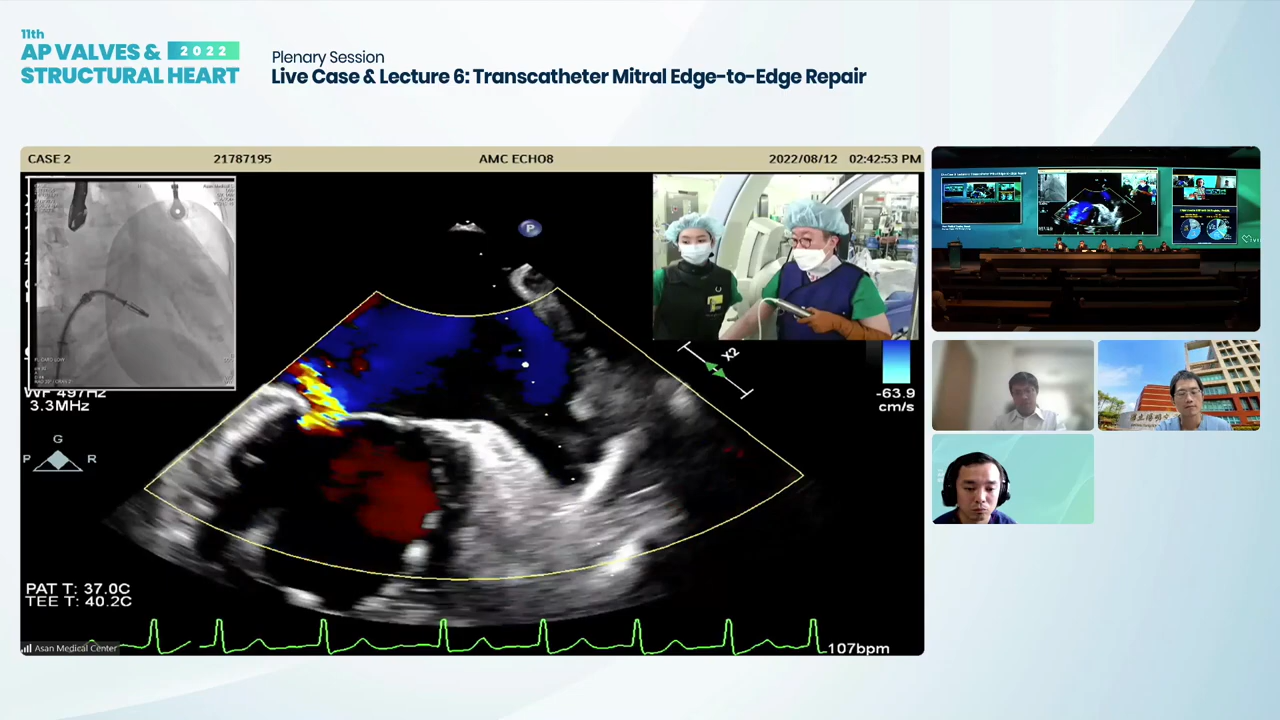 11th
AP VALVES & 2022
STRUCTURAL HEART
Plenary Session
Live Case & Lecture 6: Transcatheter Mitral Edge-to-Edge Repair
CASE 2 21787195 AMC ECHO8 2022/08/12 02:42:53 PM
P
X2
WF 497Hz
3.3MHz
-63.9
cm/s
G
P R
PAT T: 37.0C
TEE T: 40.2C
107bpm
Asan Medical Center